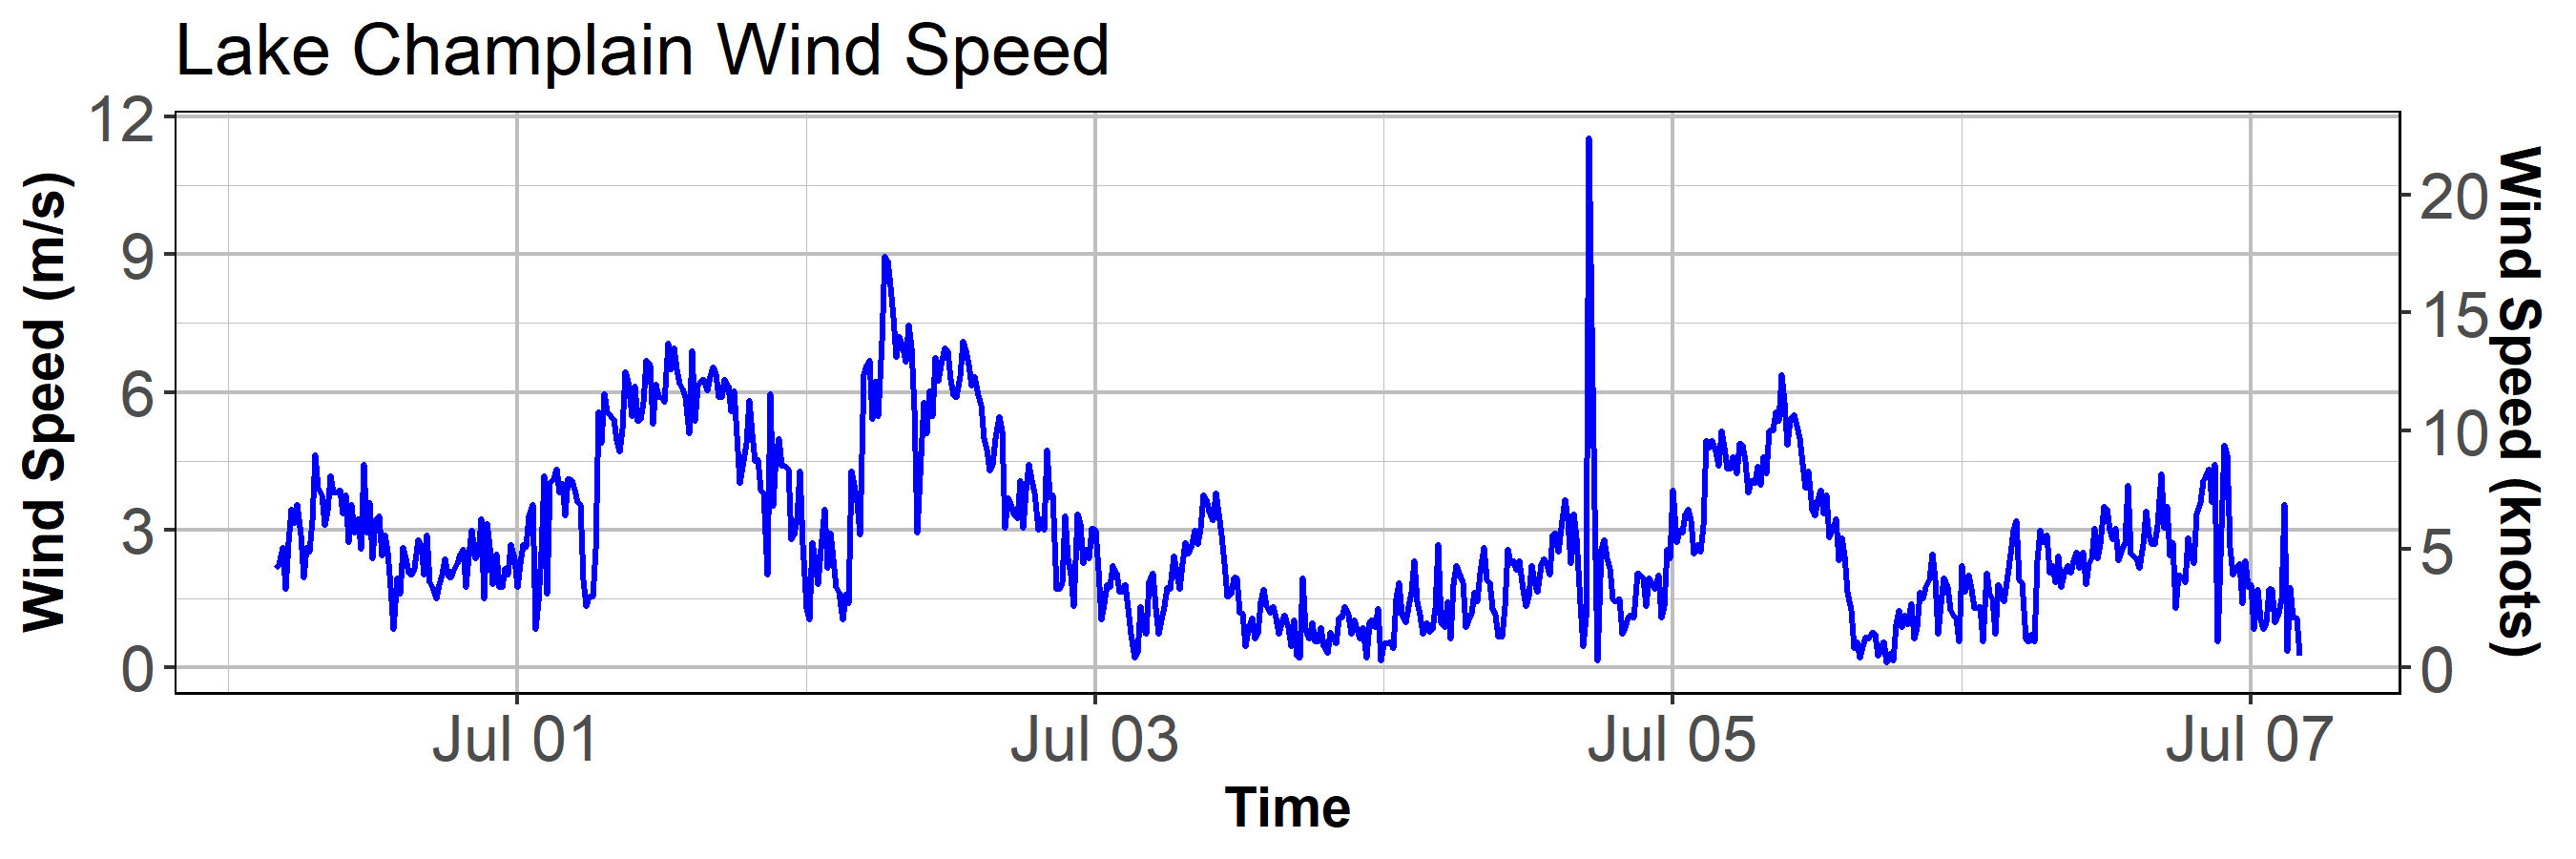 Lake Champlain Wind Speed
Wind Speed (m/s)
12
9
6
3
0
Wind Speed (knots)
20
15
10
5
0
Jul 01
Jul 03
Jul 05
Jul 07
Time